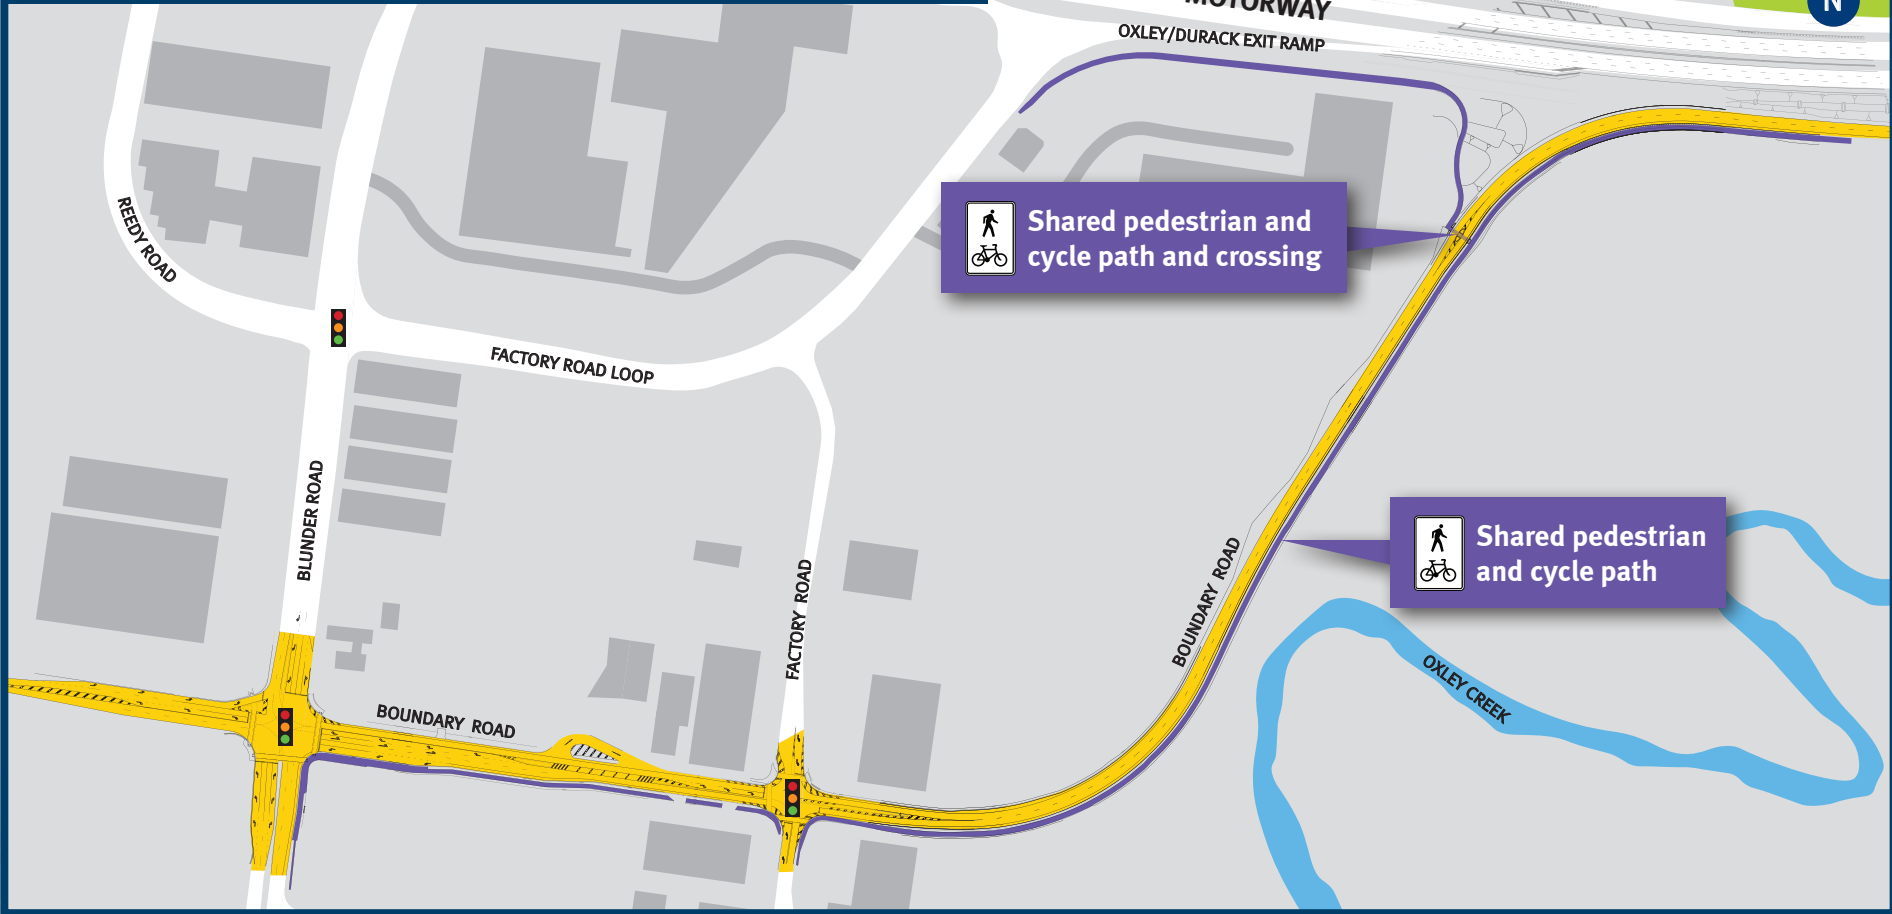 MOTORWAY
N
OXLEY/DURACK EXIT RAMP
Shared pedestrian and
cycle path and crossing
REEDY ROAD
FACTORY ROAD LOOP
BLUNDER ROAD
Shared pedestrian
and cycle path
FACTORY ROAD
BOUNDARY ROAD
OXLEY CREEK
BOUNDARY ROAD